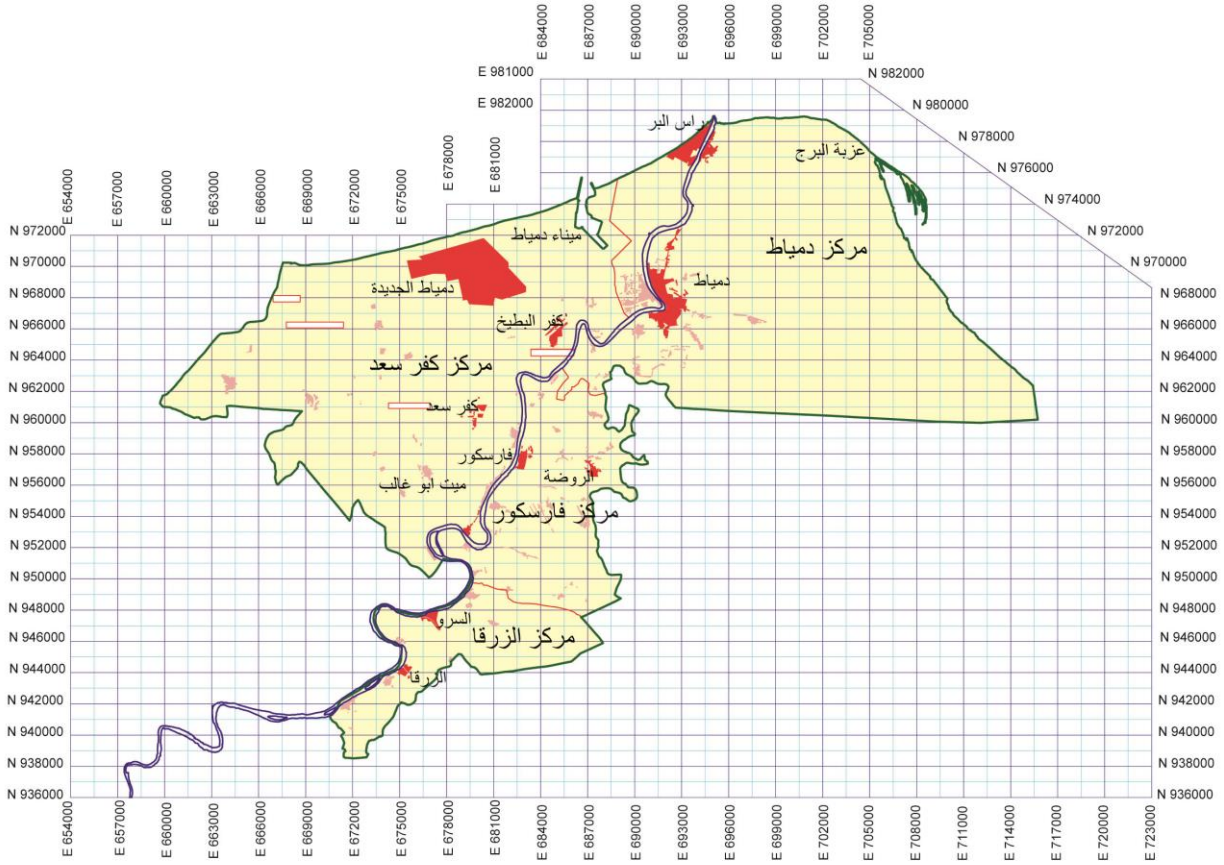 E 684000
E 687000
E 690000
E 693000
E 696000
E 699000
E 702000
E 705000
E 981000
E 982000
N 982000
N 980000
N 978000
N 976000
N 974000
N 972000
N 970000
E 678000
E 681000
E 654000
E 657000
E 660000
E 663000
E 666000
E 669000
E 672000
E 675000
راس البر
عزبة البرج
ميناء دمياط
مركز دمياط
دمياط
دمياط الجديدة
كفر البطيخ
مركز كفر سعد
كفر سعد
فارسكور
الروضة
ميت ابو غالب
مركز فارسكور
السرو
مركز الزرقا
الزرقا
N 972000
N 970000
N 968000
N 966000
N 964000
N 962000
N 960000
N 958000
N 956000
N 954000
N 952000
N 950000
N 948000
N 946000
N 944000
N 942000
N 940000
N 938000
N 936000
N 968000
N 966000
N 964000
N 962000
N 960000
N 958000
N 956000
N 954000
N 952000
N 950000
N 948000
N 946000
N 944000
N 942000
N 940000
N 938000
N 936000
E 654000
E 657000
E 660000
E 663000
E 666000
E 669000
E 672000
E 675000
E 678000
E 681000
E 684000
E 687000
E 690000
E 693000
E 696000
E 699000
E 702000
E 705000
E 708000
E 711000
E 714000
E 717000
E 720000
E 723000